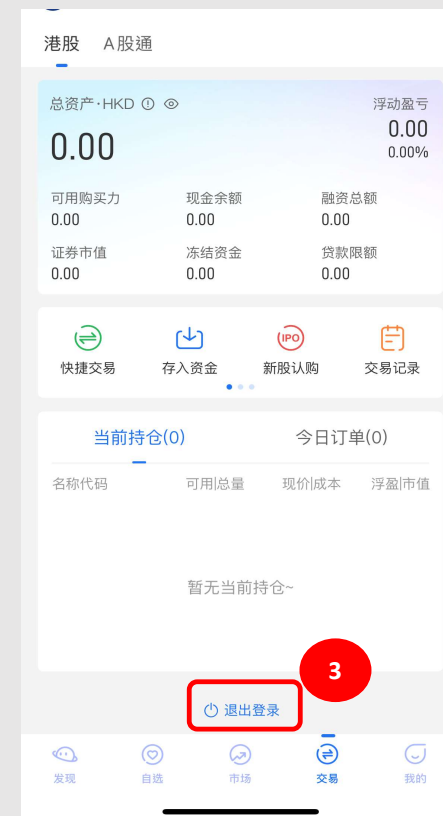 港股 A股通
总资产·HKD 浮动盈亏
0.00 0.00
0.00%
可用购买力 现金余额 融资总额
0.00 0.00 0.00
证券市值 冻结资金 贷款限额
0.00 0.00 0.00
IPO
快捷交易 存入资金 新股认购 交易记录
当前持仓(0) 今日订单(0)
名称代码 可用|总量 现价|成本 浮盈|市值
暂无当前持仓~
3
退出登录
发现 自选 市场 交易 我的